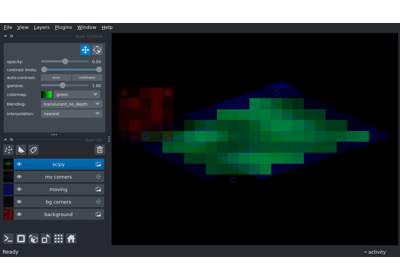 File View Layers Plugins Window Help
opacity: 0.50
contrast limits:
auto-contrast: once continuous
gamma: 1.00
colormap: green
blending: translucent_no_depth
interpolation: nearest
scipy
mv corners
moving
bg corners
background
Ready
activity